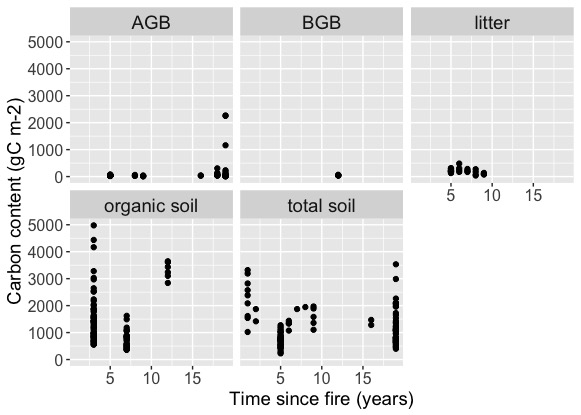 AGB BGB litter
5000
4000
3000
2000
1000
0
5 10 15
organic soil total soil
5000
4000
3000
2000
1000
0
5 10 15 5 10 15
Carbon content (gC m-2)
Time since fire (years)